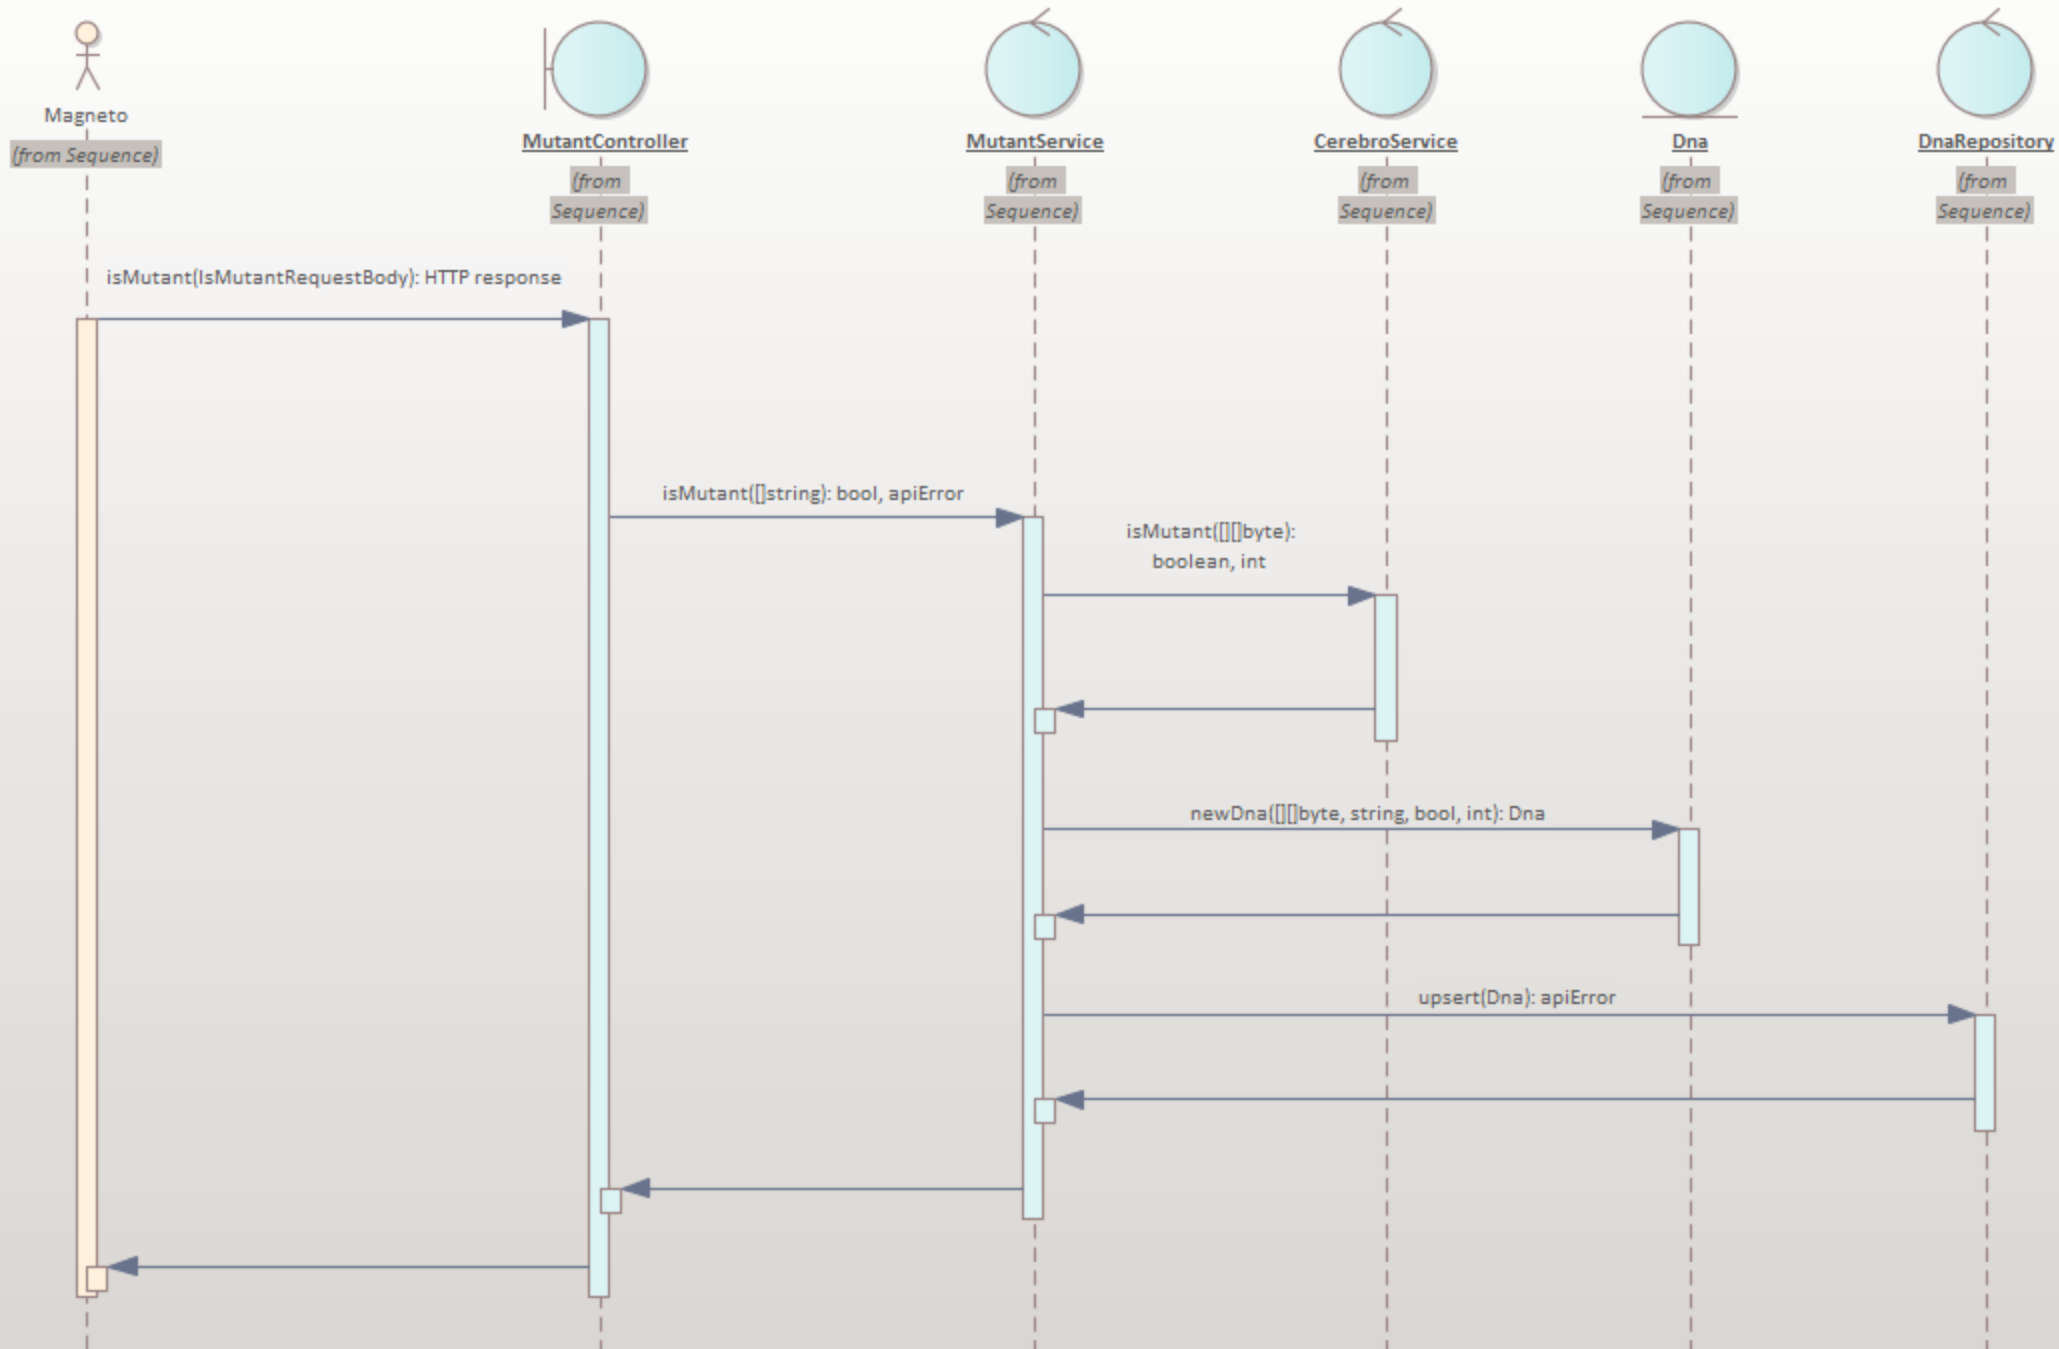 Magneto
(from Sequence)
MutantController
(from
Sequence)
MutantService
(from
Sequence)
CerebroService
(from
Sequence)
Dna
(from
Sequence)
DnaRepository
(from
Sequence)
isMutant(IsMutantRequestBody): HTTP response
isMutant([]string): bool, apiError
isMutant([][]byte):
boolean, int
newDna([][]byte, string, bool, int): Dna
upsert(Dna): apiError